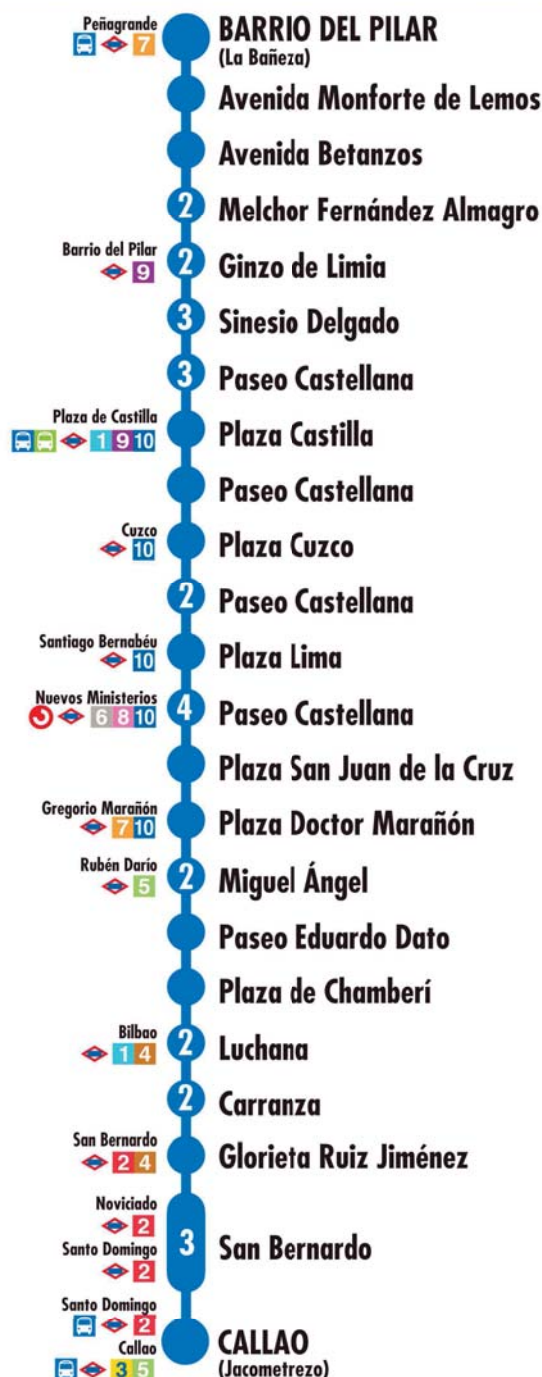 Peñagrande
7
BARRIO DEL PILAR
(La Bañeza)
Avenida Monforte de Lemos
Avenida Betanzos
2 Melchor Fernández Almagro
Barrio del Pilar
9
2 Ginzo de Limia
3 Sinesio Delgado
3 Paseo Castellana
Plaza de Castilla
1 9 10
Plaza Castilla
Paseo Castellana
Cuzco
10
Plaza Cuzco
2 Paseo Castellana
Santiago Bernabéu
10
Plaza Lima
Nuevos Ministerios
6 8 10
4 Paseo Castellana
Plaza San Juan de la Cruz
Gregorio Marañón
7 10
Plaza Doctor Marañón
Rubén Darío
5
2 Miguel Ángel
Paseo Eduardo Dato
Plaza de Chamberí
Bilbao
1 4
2 Luchana
2 Carranza
San Bernardo
2 4
Glorieta Ruiz Jiménez
Noviciado
2
Santo Domingo
2
3 San Bernardo
Santo Domingo
2
Callao
3 5
CALLAO
(Jacometrezo)